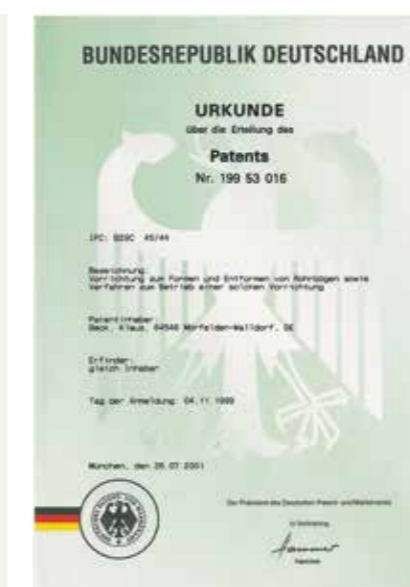 BUNDESREPUBLIK DEUTSCHLAND
URKUNDE
über die Erteilung des
Patents
Nr. 199 53 016
IPC: B29C 45/44
Bezeichnung:
Vorrichtung zum Formen und Entformen von Rohrbögen sowie
Verfahren zum Betrieb einer solchen Vorrichtung
Patentinhaber:
Beck, Klaus, 64546 Mörfelden-Walldorf, DE
Erfinder:
gleich Inhaber
Tag der Anmeldung: 04.11.1999
München, den 26.07.2001
Der Präsident des Deutschen Patent- und Markenamts
In Vertretung
Hammer